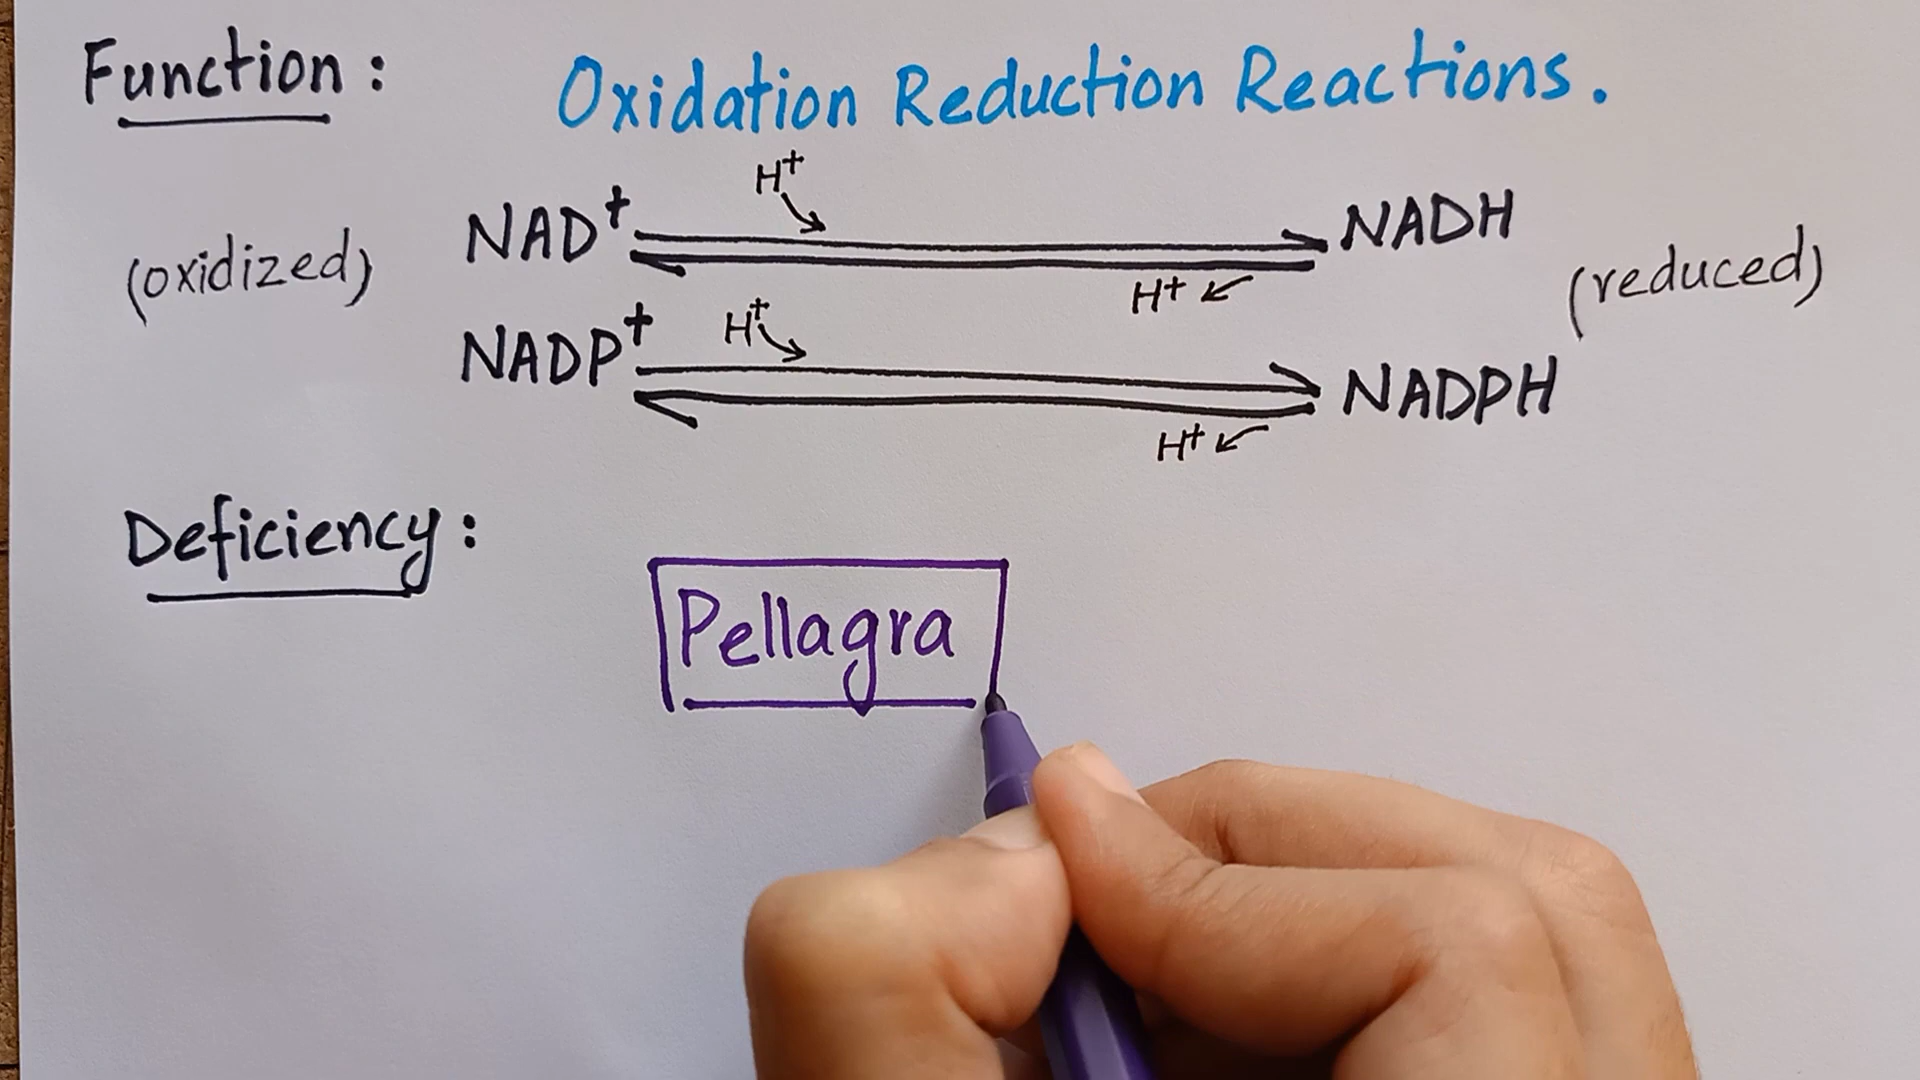 Function : Oxidation Reduction Reactions.
H⁺
(oxidized) NAD⁺ NADH (reduced)
H⁺
H⁺
NADP⁺ NADPH
H⁺
Deficiency :
Pellagra